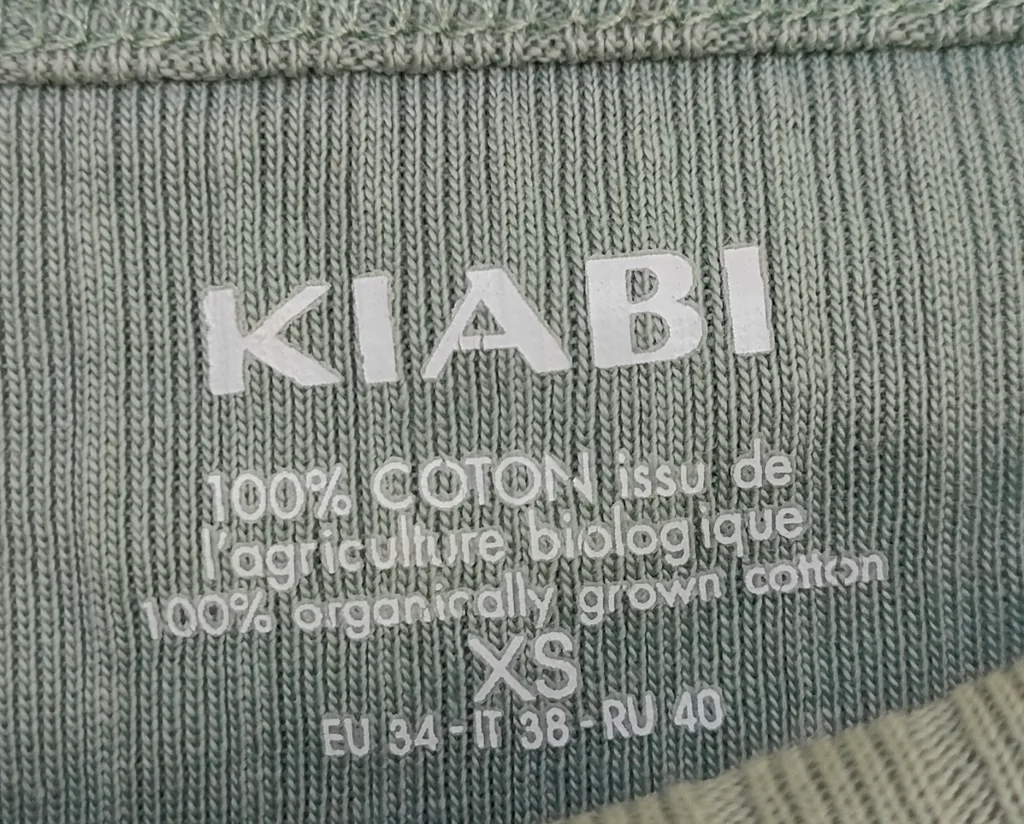 KIABI
100% COTON issu de
l'agriculture biologique
100% organically grown cotton
XS
EU 34 - IT 38 - RU 40